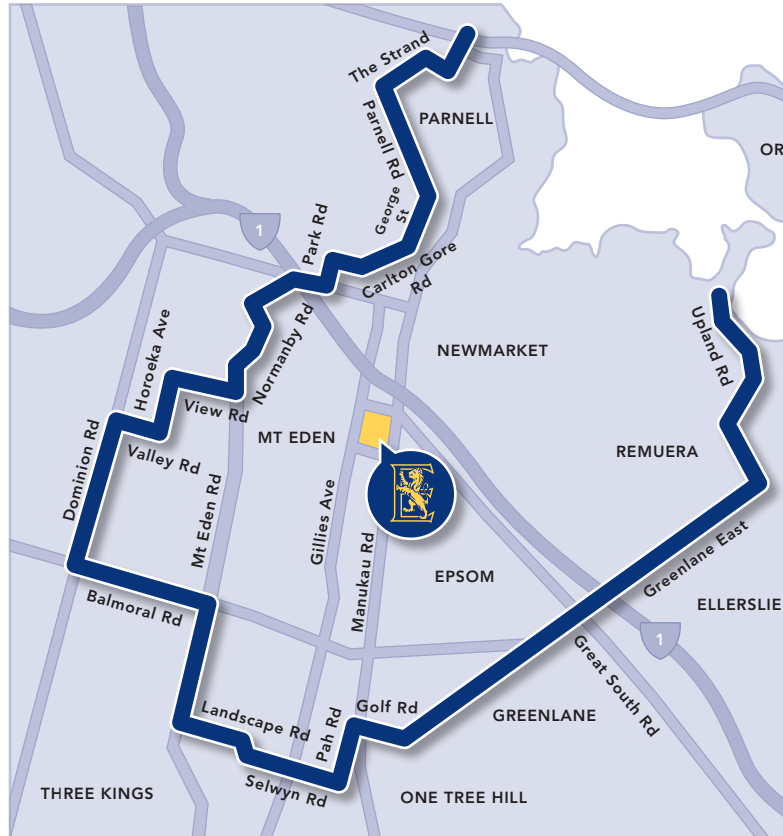 The Strand
PARNELL
Parnell Rd
OR
George
St
1
Park Rd
Carlton Gore
Rd
Upland Rd
Horoeka Ave
Normanby Rd
NEWMARKET
View Rd
MT EDEN
Dominion Rd
Valley Rd
REMUERA
Mt Eden Rd
Gillies Ave
E
Manukau Rd
EPSOM
Greenlane East
Balmoral Rd
ELLERSLIE
1
Great South Rd
Landscape Rd
Pah Rd
Golf Rd
GREENLANE
Selwyn Rd
THREE KINGS
ONE TREE HILL